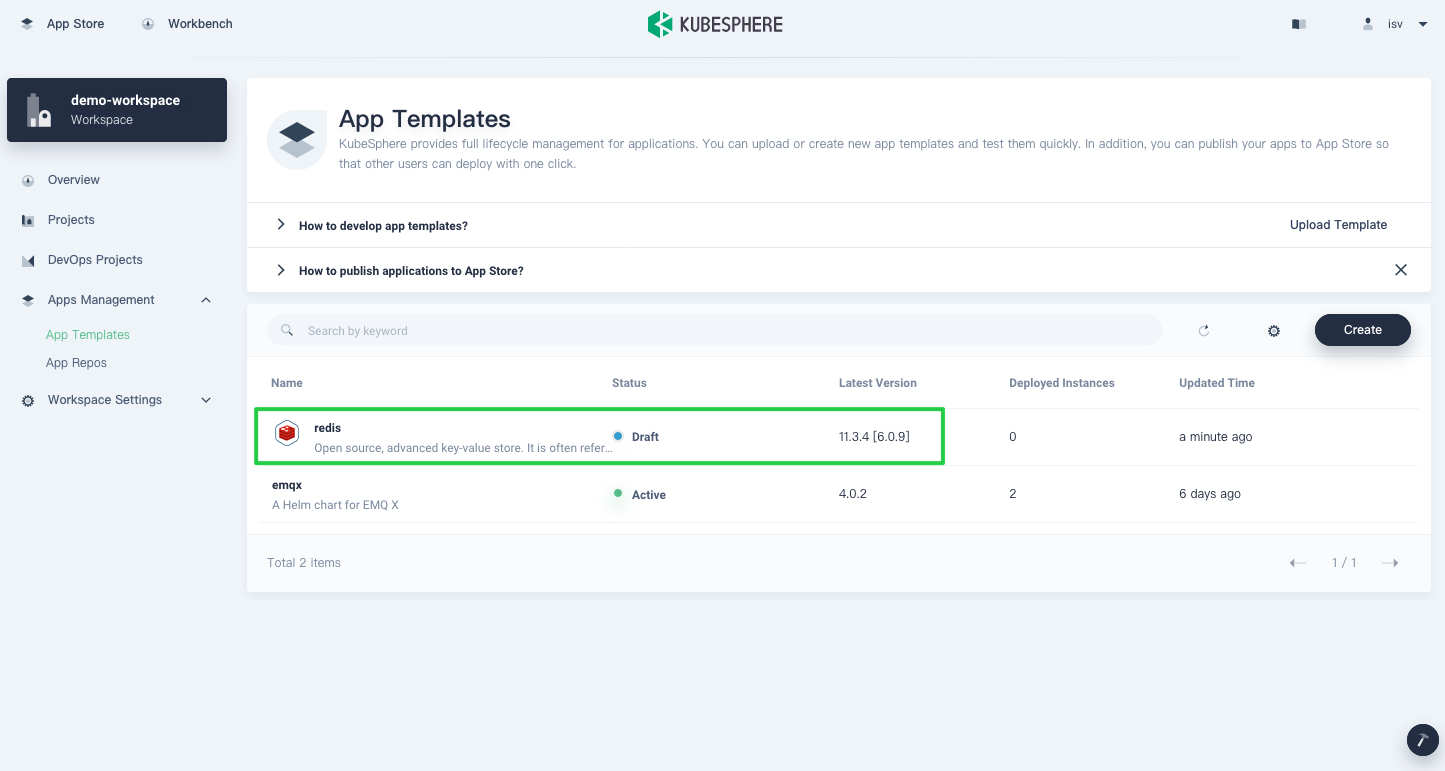 App Store
Workbench
KUBESPHERE
isv
demo-workspace
Workspace
Overview
Projects
DevOps Projects
Apps Management
App Templates
App Repos
Workspace Settings
App Templates
KubeSphere provides full lifecycle management for applications. You can upload or create new app templates and test them quickly. In addition, you can publish your apps to App Store so
that other users can deploy with one click.
How to develop app templates?
Upload Template
How to publish applications to App Store?
Search by keyword
Create
Name Status Latest Version Deployed Instances Updated Time
redis
Open source, advanced key-value store. It is often refer...
Draft
11.3.4 [6.0.9]
0
a minute ago
emqx
A Helm chart for EMQ X
Active
4.0.2
2
6 days ago
Total 2 items
1 / 1